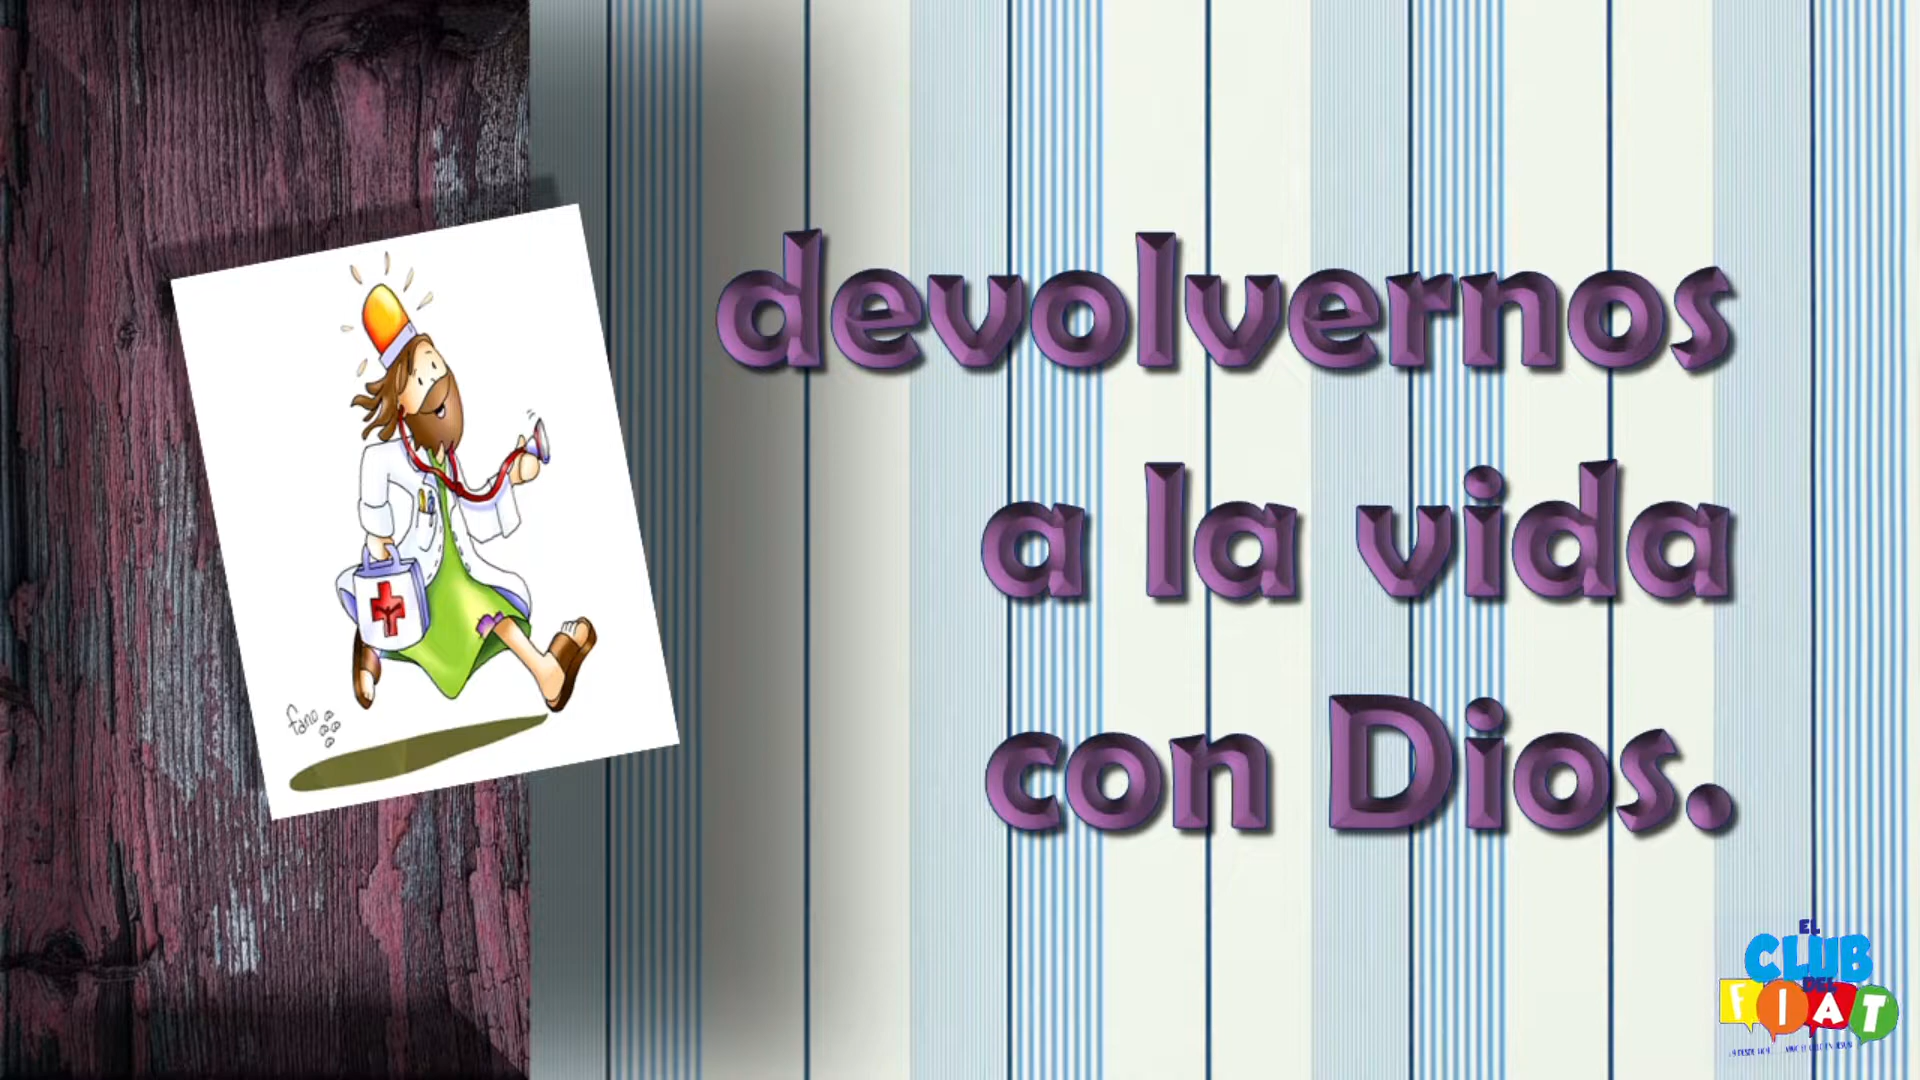 devolvernos
a la vida
con Dios.
fano
EL
CLUB
DEL
FIAT